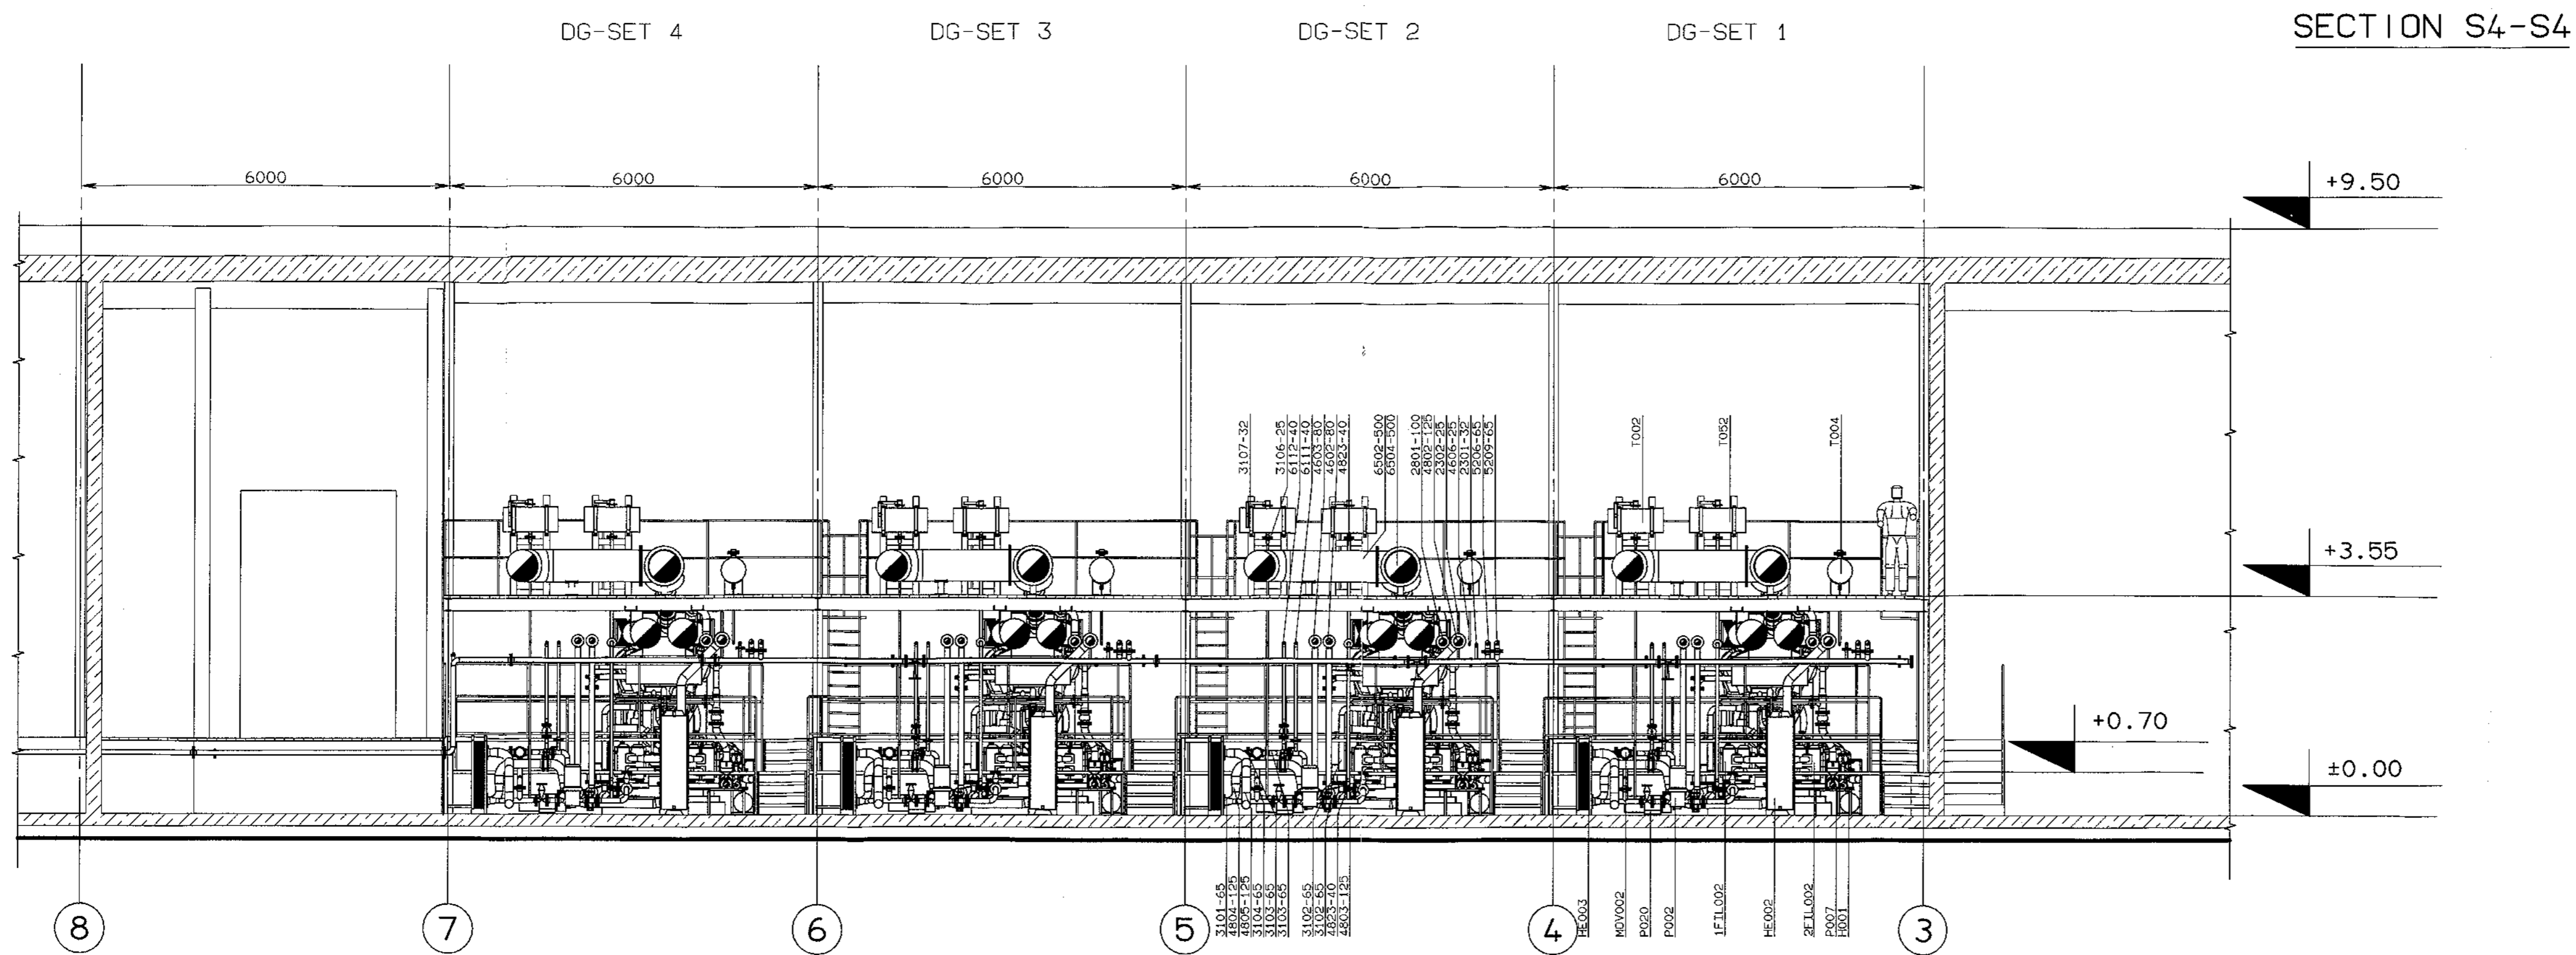 SECTION S4-S4
DG-SET 4
DG-SET 3
DG-SET 2
DG-SET 1
6000
6000
6000
6000
6000
+9.50
+3.55
+0.70
±0.00
3107-32
3106-25
6112-40
6111-40
4603-80
4602-80
4823-40
6502-500
6504-500
2801-100
4802-125
2302-25
4606-25
2301-32
5206-65
5209-65
T002
T052
T004
3101-65
4804-125
4805-125
3104-65
3103-65
3103-65
3102-65
3102-65
4823-40
4803-125
HE003
MOV002
P020
P002
1FIL002
HE002
2FIL002
P007
H001
8
7
6
5
4
3